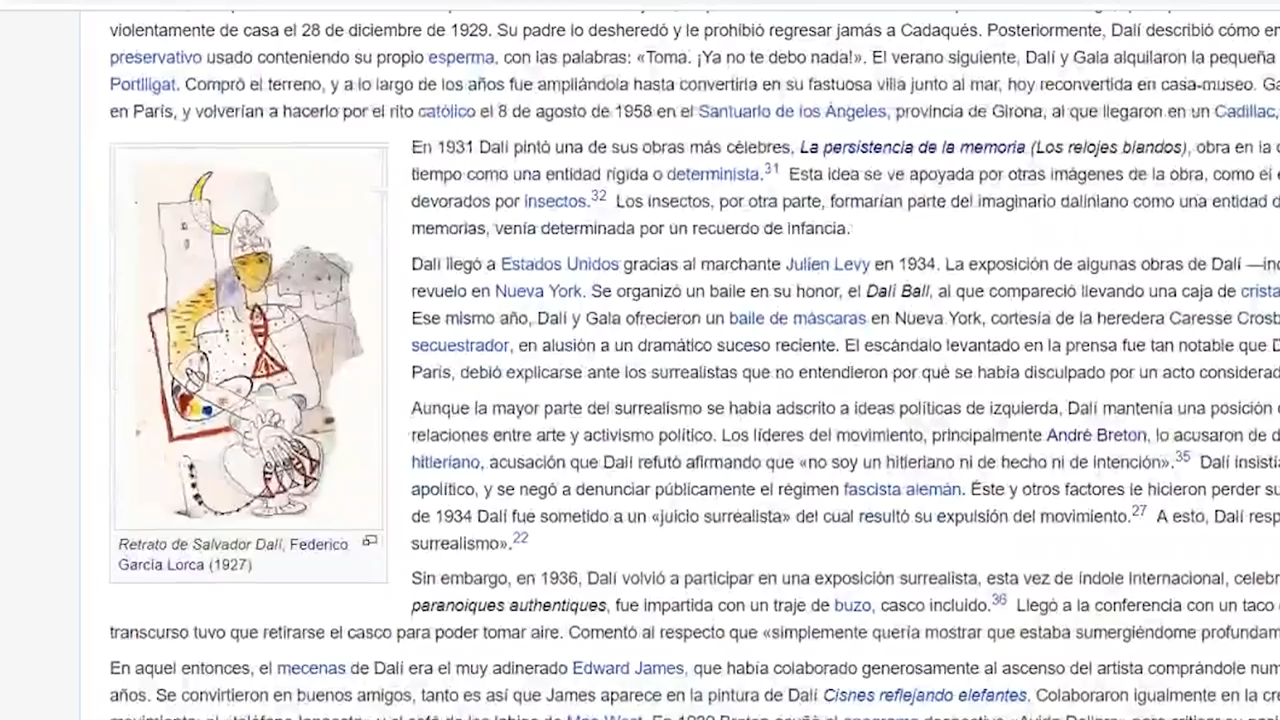 violentamente de casa el 28 de diciembre de 1929. Su padre lo desheredó y le prohibió regresar jamás a Cadaqués. Posteriormente, Dalí describió cómo en
preservativo usado conteniendo su propio esperma, con las palabras: «Toma. ¡Ya no te debo nada!». El verano siguiente, Dalí y Gala alquilaron la pequeña
Portlligat. Compró el terreno, y a lo largo de los años fue ampliándola hasta convertirla en su fastuosa villa junto al mar, hoy reconvertida en casa-museo. Ga
en París, y volverían a hacerlo por el rito católico el 8 de agosto de 1958 en el Santuario de los Ángeles, provincia de Girona, al que llegaron en un Cadillac,
En 1931 Dalí pintó una de sus obras más célebres, La persistencia de la memoria (Los relojes blandos), obra en la
tiempo como una entidad rígida o determinista.31 Esta idea se ve apoyada por otras imágenes de la obra, como el
devorados por insectos.32 Los insectos, por otra parte, formarían parte del imaginario daliniano como una entidad
memorias, venía determinada por un recuerdo de infancia.
Dalí llegó a Estados Unidos gracias al marchante Julien Levy en 1934. La exposición de algunas obras de Dalí —inc
revuelo en Nueva York. Se organizó un baile en su honor, el Dalí Ball, al que compareció llevando una caja de crista
Ese mismo año, Dalí y Gala ofrecieron un baile de máscaras en Nueva York, cortesía de la heredera Caresse Crosb
secuestrador, en alusión a un dramático suceso reciente. El escándalo levantado en la prensa fue tan notable que D
París, debió explicarse ante los surrealistas que no entendieron por qué se había disculpado por un acto considerad
Aunque la mayor parte del surrealismo se había adscrito a ideas políticas de izquierda, Dalí mantenía una posición
relaciones entre arte y activismo político. Los líderes del movimiento, principalmente André Breton, lo acusaron de d
hitleriano, acusación que Dalí refutó afirmando que «no soy un hitleriano ni de hecho ni de intención».35 Dalí insistí
apolítico, y se negó a denunciar públicamente el régimen fascista alemán. Éste y otros factores le hicieron perder su
de 1934 Dalí fue sometido a un «juicio surrealista» del cual resultó su expulsión del movimiento.27 A esto, Dalí resp
surrealismo».22
Retrato de Salvador Dalí, Federico
García Lorca (1927)
Sin embargo, en 1936, Dalí volvió a participar en una exposición surrealista, esta vez de índole internacional, celebr
paranoiques authentiques, fue impartida con un traje de buzo, casco incluido.36 Llegó a la conferencia con un taco
transcurso tuvo que retirarse el casco para poder tomar aire. Comentó al respecto que «simplemente quería mostrar que estaba sumergiéndome profundam
En aquel entonces, el mecenas de Dalí era el muy adinerado Edward James, que había colaborado generosamente al ascenso del artista comprándole num
años. Se convirtieron en buenos amigos, tanto es así que James aparece en la pintura de Dalí Cisnes reflejando elefantes. Colaboraron igualmente en la cre